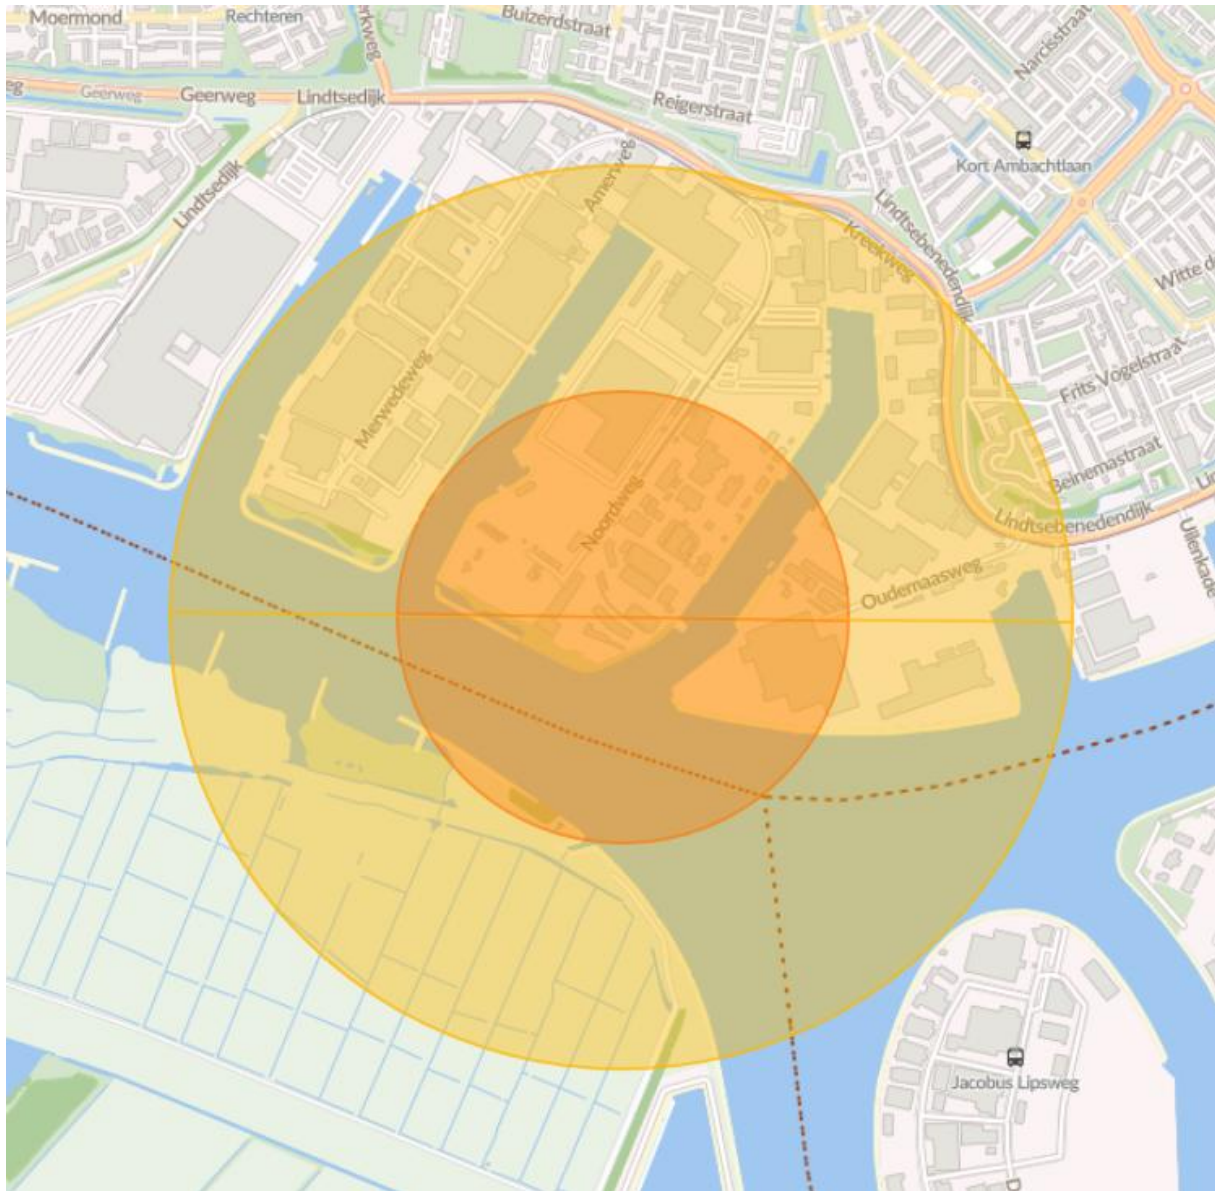 Moermond
Rechteren
Buizerdstraat
Narcisstraat
Geerweg
Geerweg
Lindtsedijk
Reigerstraat
Kort Ambachtlaan
Lindtsedijk
Amerweg
Lindtsebenedendijk
Kreekweg
Witte d
Merwedeweg
Frits Vogelstraat
Beinemastraat
Noordweg
Lindtsebenedendijk
Uilenkade
Oudemaasweg
Jacobus Lipsweg